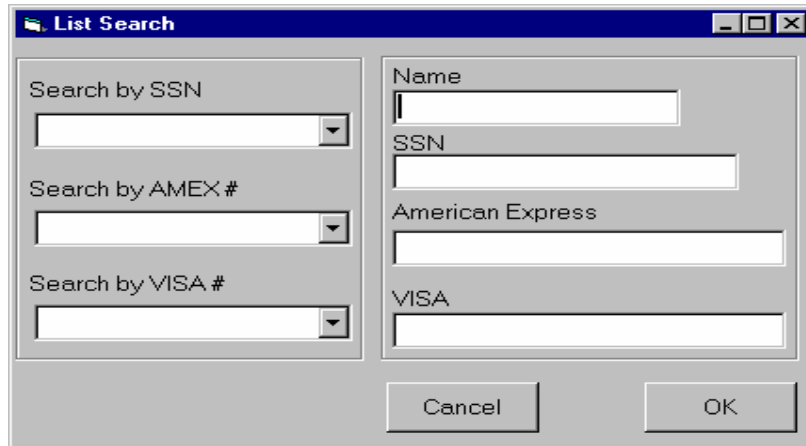 List Search
Search by SSN
Search by AMEX #
Search by VISA #
Name
SSN
American Express
VISA
Cancel
OK